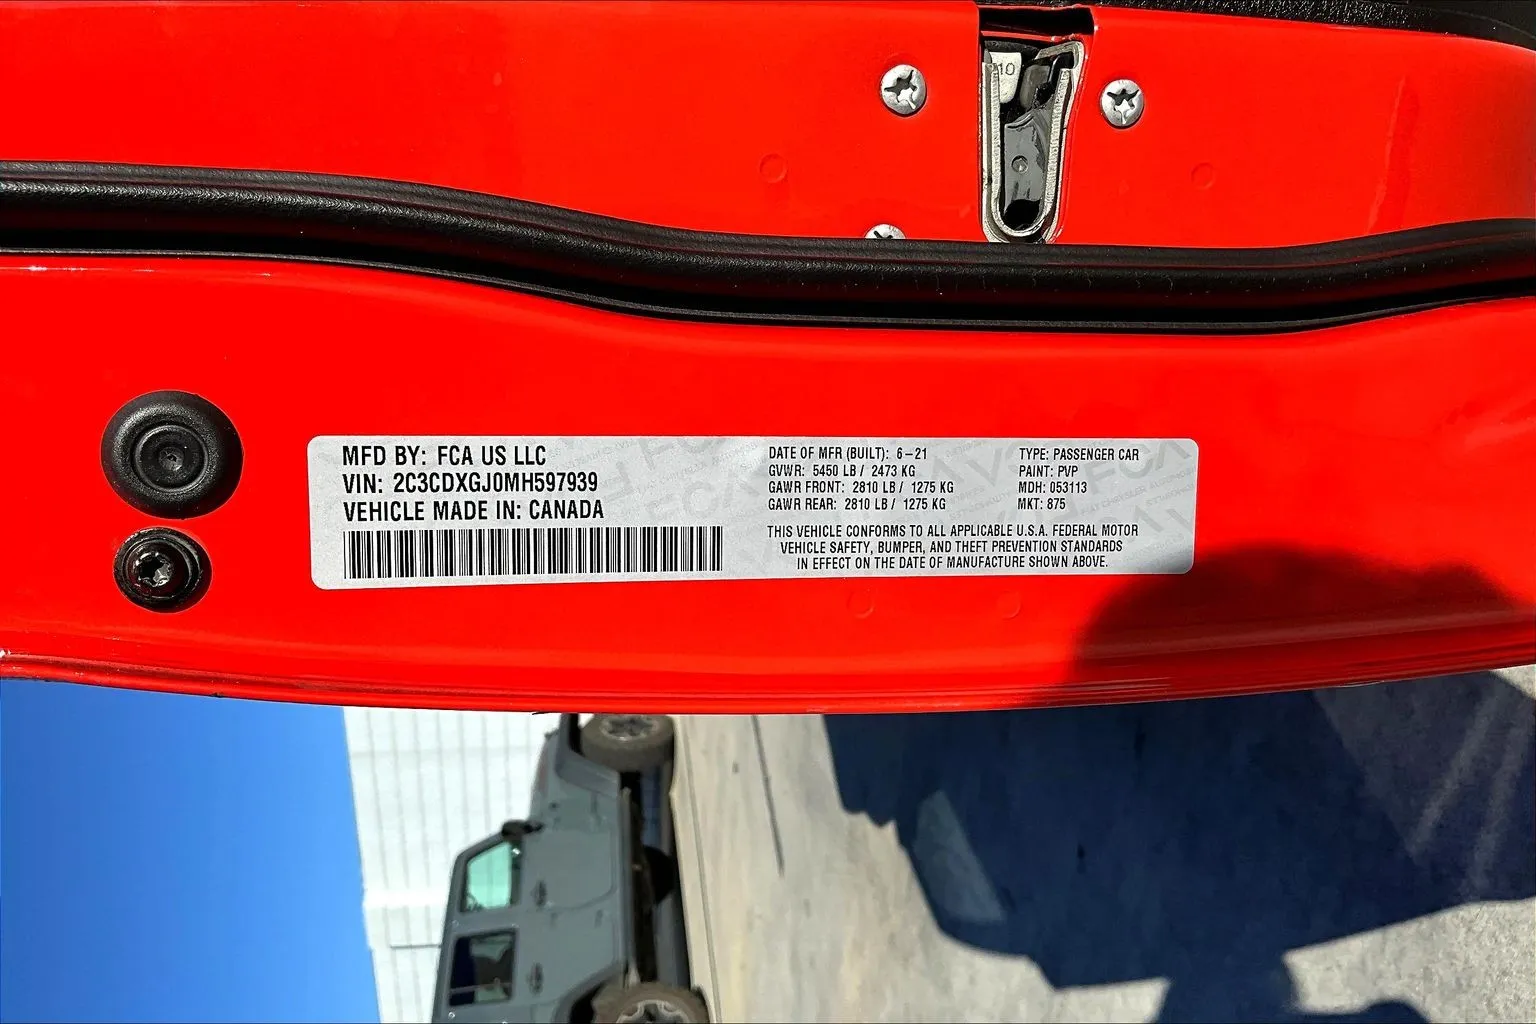 10
MFD BY: FCA US LLC
VIN: 2C3CDXGJ0MH597939
VEHICLE MADE IN: CANADA
DATE OF MFR (BUILT): 6-21
GVWR: 5450 LB / 2473 KG
GAWR FRONT: 2810 LB / 1275 KG
GAWR REAR: 2810 LB / 1275 KG
TYPE: PASSENGER CAR
PAINT: PVP
MDH: 053113
MKT: 875
THIS VEHICLE CONFORMS TO ALL APPLICABLE U.S.A. FEDERAL MOTOR
VEHICLE SAFETY, BUMPER, AND THEFT PREVENTION STANDARDS
IN EFFECT ON THE DATE OF MANUFACTURE SHOWN ABOVE.